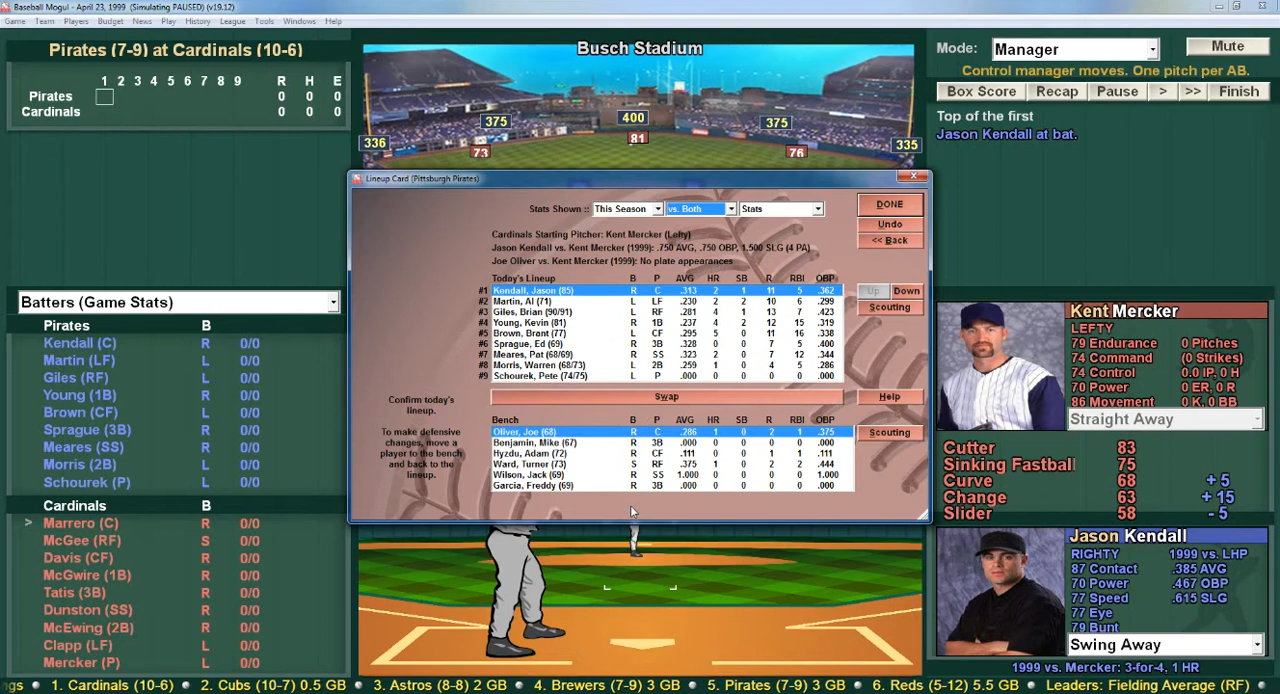 Baseball Mogul - April 23, 1999 (Simulating PAUSED) (v19.12)
Game Team Players Budget News Play History League Tools Windows Help
Pirates (7-9) at Cardinals (10-6)
1 2 3 4 5 6 7 8 9 R H E
Pirates 0 0 0
Cardinals 0 0 0
Busch Stadium
336 375 400 375 335
73 81 76
Mode: Manager Mute
Control manager moves. One pitch per AB.
Box Score Recap Pause > >> Finish
Top of the first
Jason Kendall at bat.
Lineup Card (Pittsburgh Pirates)
Stats Shown :: This Season vs. Both Stats
DONE
Undo
<< Back
Cardinals Starting Pitcher: Kent Mercker (Lefty)
Jason Kendall vs. Kent Mercker (1999): .750 AVG, .750 OBP, 1.500 SLG (4 PA)
Joe Oliver vs. Kent Mercker (1999): No plate appearances
Today's Lineup B P AVG HR SB R RBI OBP
#1 Kendall, Jason (85) R C .313 2 1 11 5 .362
#2 Martin, Al (71) L LF .230 2 2 10 6 .299
#3 Giles, Brian (90/91) L RF .281 4 1 13 7 .423
#4 Young, Kevin (81) R 1B .237 4 2 12 15 .319
#5 Brown, Brant (77) L CF .295 5 0 11 16 .338
#6 Sprague, Ed (69) R 3B .328 0 0 7 5 .400
#7 Meares, Pat (68/69) R SS .323 2 0 7 12 .344
#8 Morris, Warren (68/73) L 2B .259 1 0 4 5 .286
#9 Schourek, Pete (74/75) L P .000 0 0 0 0 .000
Up Down
Scouting
Swap
Help
Confirm today's
lineup.
To make defensive
changes, move a
player to the bench
and back to the
lineup.
Bench B P AVG HR SB R RBI OBP
Oliver, Joe (68) R C .286 1 0 2 1 .375
Benjamin, Mike (67) R 3B .000 0 0 0 0 .000
Hyzdu, Adam (72) R CF .111 0 0 1 1 .111
Ward, Turner (73) S RF .375 1 0 2 2 .444
Wilson, Jack (69) R SS 1.000 0 0 0 0 1.000
Garcia, Freddy (69) R 3B .000 0 0 0 0 .000
Scouting
Batters (Game Stats)
Pirates B
Kendall (C) R 0/0
Martin (LF) L 0/0
Giles (RF) L 0/0
Young (1B) R 0/0
Brown (CF) L 0/0
Sprague (3B) R 0/0
Meares (SS) R 0/0
Morris (2B) L 0/0
Schourek (P) L 0/0
Cardinals B
> Marrero (C) R 0/0
McGee (RF) S 0/0
Davis (CF) L 0/0
McGwire (1B) R 0/0
Tatis (3B) R 0/0
Dunston (SS) R 0/0
McEwing (2B) R 0/0
Clapp (LF) L 0/0
Mercker (P) L 0/0
Kent Mercker
LEFTY
79 Endurance 0 Pitches
74 Command (0 Strikes)
74 Control 0.0 IP, 0 H
70 Power 0 ER, 0 R
86 Movement 0 K, 0 BB
Straight Away
Cutter 83
Sinking Fastball 75
Curve 68 + 5
Change 63 + 15
Slider 58 - 5
Jason Kendall
RIGHTY 1999 vs. LHP
87 Contact .385 AVG
70 Power .467 OBP
77 Speed .615 SLG
77 Eye
79 Bunt
Swing Away
1999 vs. Mercker: 3-for-4, 1 HR
ngs 1. Cardinals (10-6) 2. Cubs (10-7) 0.5 GB 3. Astros (8-8) 2 GB 4. Brewers (7-9) 3 GB 5. Pirates (7-9) 3 GB 6. Reds (5-12) 5.5 GB Leaders: Fielding Average (RF)